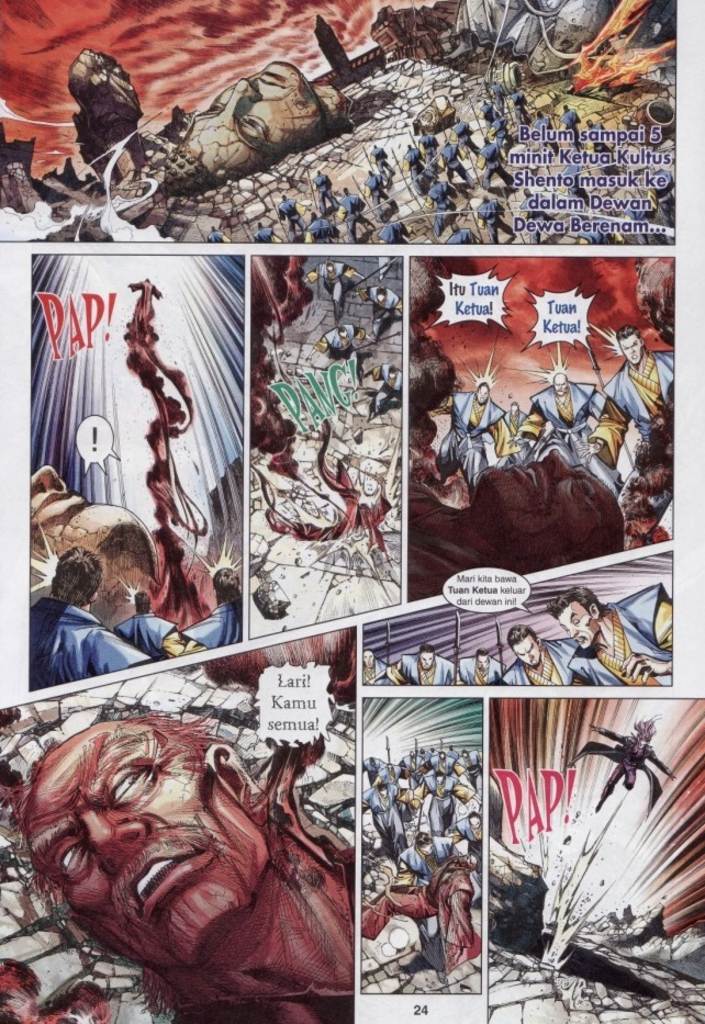 Belum sampai 5
minit Ketua Kultus
Shento masuk ke
dalam Dewan
Dewa Berenam...
PAP!
!
PANG!
Itu Tuan
Ketua!
Tuan
Ketua!
Mari kita bawa
Tuan Ketua keluar
dari dewan ini!
Lari!
Kamu
semua!
PAP!
24